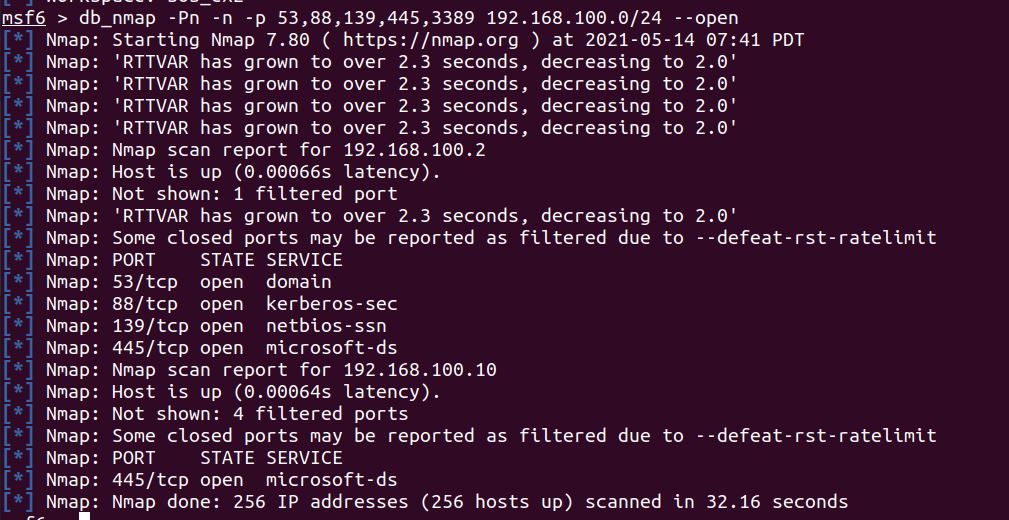 msf6 > db_nmap -Pn -n -p 53,88,139,445,3389 192.168.100.0/24 --open
[*] Nmap: Starting Nmap 7.80 ( https://nmap.org ) at 2021-05-14 07:41 PDT
[*] Nmap: 'RTTVAR has grown to over 2.3 seconds, decreasing to 2.0'
[*] Nmap: 'RTTVAR has grown to over 2.3 seconds, decreasing to 2.0'
[*] Nmap: 'RTTVAR has grown to over 2.3 seconds, decreasing to 2.0'
[*] Nmap: 'RTTVAR has grown to over 2.3 seconds, decreasing to 2.0'
[*] Nmap: Nmap scan report for 192.168.100.2
[*] Nmap: Host is up (0.00066s latency).
[*] Nmap: Not shown: 1 filtered port
[*] Nmap: 'RTTVAR has grown to over 2.3 seconds, decreasing to 2.0'
[*] Nmap: Some closed ports may be reported as filtered due to --defeat-rst-ratelimit
[*] Nmap: PORT    STATE SERVICE
[*] Nmap: 53/tcp  open  domain
[*] Nmap: 88/tcp  open  kerberos-sec
[*] Nmap: 139/tcp open  netbios-ssn
[*] Nmap: 445/tcp open  microsoft-ds
[*] Nmap: Nmap scan report for 192.168.100.10
[*] Nmap: Host is up (0.00064s latency).
[*] Nmap: Not shown: 4 filtered ports
[*] Nmap: Some closed ports may be reported as filtered due to --defeat-rst-ratelimit
[*] Nmap: PORT    STATE SERVICE
[*] Nmap: 445/tcp open  microsoft-ds
[*] Nmap: Nmap done: 256 IP addresses (256 hosts up) scanned in 32.16 seconds